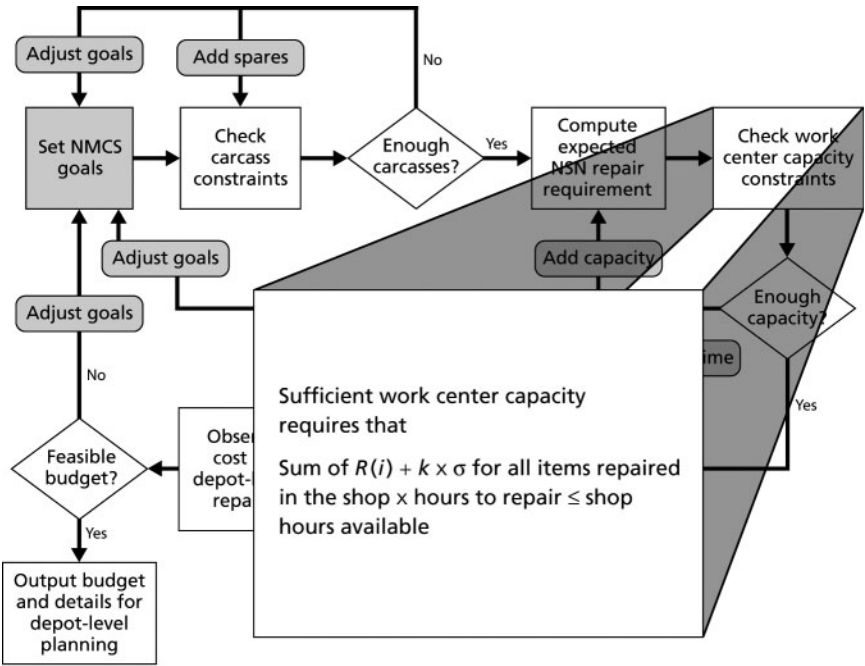 Adjust goals
Add spares
No
Set NMCS
goals
Check
carcass
constraints
Enough
carcasses?
Yes
Compute
expected
NSN repair
requirement
Check work
center capacity
constraints
Adjust goals
Add capacity
Adjust goals
Enough
capacity?
No
Yes
Feasible
budget?
cost
Yes
Output budget
and details for
depot-level
planning
Sufficient work center capacity
requires that
Sum of R(i) + k x σ for all items repaired
in the shop x hours to repair ≤ shop
hours available